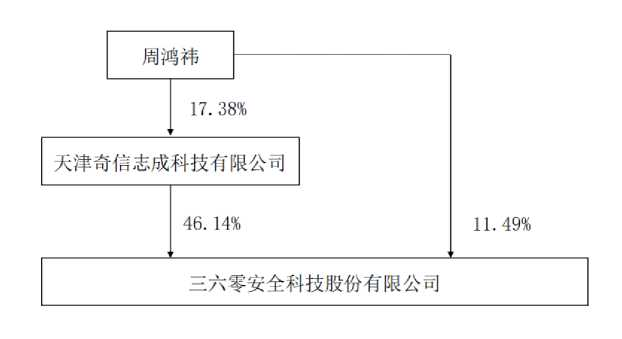 周鸿祎
17.38%
天津奇信志成科技有限公司
46.14%
11.49%
三六零安全科技股份有限公司